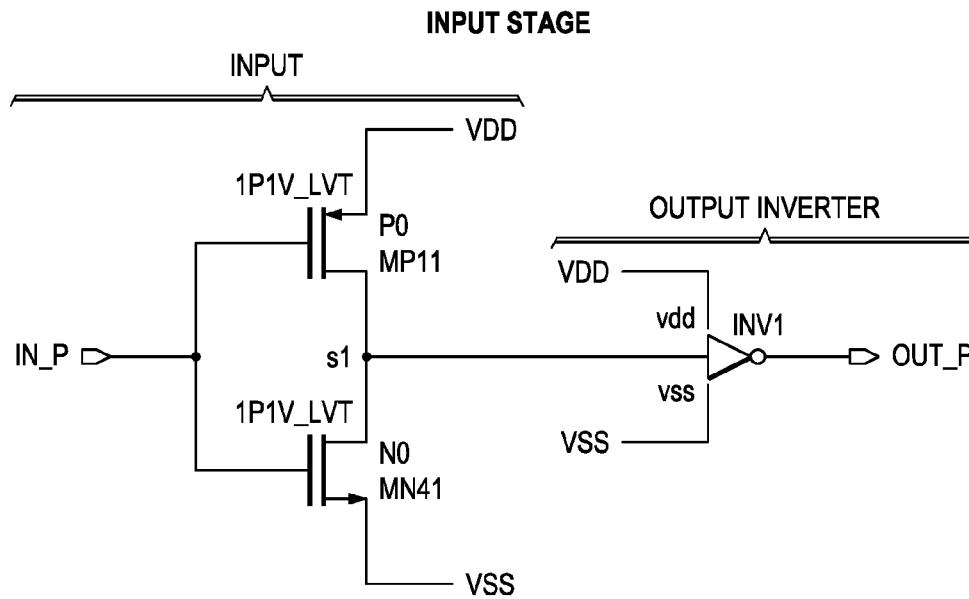 INPUT STAGE
INPUT
VDD
1P1V_LVT
P0
MP11
OUTPUT INVERTER
VDD
vdd
INV1
IN_P
s1
OUT_P
vss
1P1V_LVT
N0
MN41
VSS
VSS